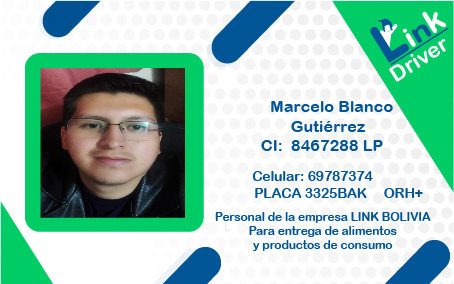 Link
Driver
Marcelo Blanco
Gutiérrez
CI: 8467288 LP
Celular: 69787374
PLACA 3325BAK ORH+
Personal de la empresa LINK BOLIVIA
Para entrega de alimentos
y productos de consumo